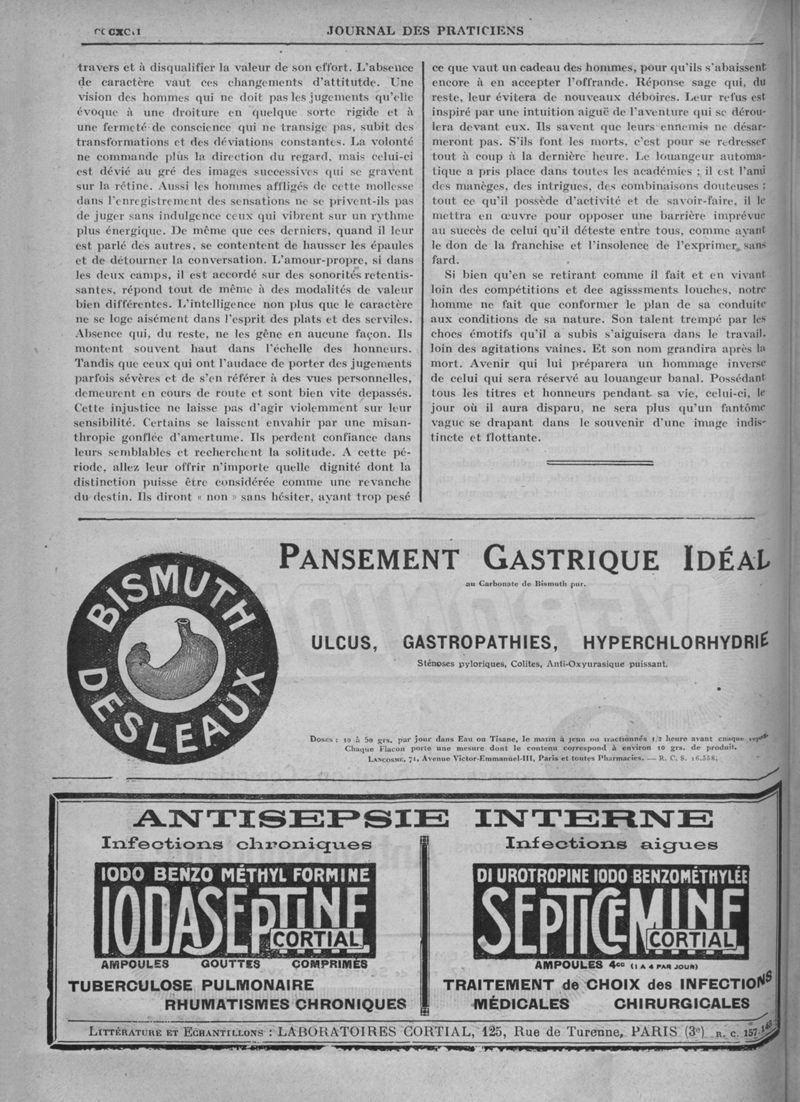 JOURNAL DES PRATICIENS
travers et à disqualifier la valeur de son effort. L'absence
de caractère vaut ces changements d'attitutde. Une
vision des hommes qui ne doit pas les jugements qu'elle
évoque à une droiture en quelque sorte rigide et à
une fermeté de conscience qui ne transige pas, subit des
transformations et des déviations constantes. La volonté
ne commande plus la direction du regard, mais celui-ci
est dévié au gré des images successives qui se gravent
sur la rétine. Aussi les hommes affligés de cette mollesse
dans l'enregistrement des sensations ne se privent-ils pas
de juger sans indulgence ceux qui vibrent sur un rythme
plus énergique. De même que ces derniers, quand il leur
est parlé des autres, se contentent de hausser les épaules
et de détourner la conversation. L'amour-propre, si dans
les deux camps, il est accordé sur des sonorités retentis-
santes, répond tout de même à des modalités de valeur
bien différentes. L'intelligence non plus que le caractère
ne se loge aisément dans l'esprit des plats et des serviles.
Absence qui, du reste, ne les gêne en aucune façon. Ils
montent souvent haut dans l'échelle des honneurs.
Tandis que ceux qui ont l'audace de porter des jugements
parfois sévères et de s'en référer à des vues personnelles,
demeurent en cours de route et sont bien vite depassés.
Cette injustice ne laisse pas d'agir violemment sur leur
sensibilité. Certains se laissent envahir par une misan-
thropic gonflée d'amertume. Ils perdent confiance dans
leurs semblables et recherchent la solitude. A cette pé-
riode, allez leur offrir n'importe quelle dignité dont la
distinction puisse être considérée comme une revanche
du destin. Ils diront « non » sans hésiter, ayant trop pesé
ce que vaut un cadeau des hommes, pour qu'ils s'abaissent
encore à en accepter l'offrande. Réponse sage qui, du
reste, leur évitera de nouveaux déboires. Leur refus est
inspiré par une intuition aiguë de l'aventure qui se dérou-
lera devant eux. Ils savent que leurs ennemis ne désar-
meront pas. S'ils font les morts, c'est pour se redresser
tout à coup à la dernière heure. Le louangeur automa-
tique a pris place dans toutes les académies ; il est l'ami
des manèges, des intrigues, des combinaisons douteuses :
tout ce qu'il possède d'activité et de savoir-faire, il le
mettra en œuvre pour opposer une barrière imprévue
au succès de celui qu'il déteste entre tous, comme ayant
le don de la franchise et l'insolence de l'exprimer sans
fard.
Si bien qu'en se retirant comme il fait et en vivant
loin des compétitions et dec agisssments louches, notre
homme ne fait que conformer le plan de sa conduite
aux conditions de sa nature. Son talent trempé par les
chocs émotifs qu'il a subis s'aiguisera dans le travail.
loin des agitations vaines. Et son nom grandira après la
mort. Avenir qui lui préparera un hommage inverse
de celui qui sera réservé au louangeur banal. Possédant
tous les titres et honneurs pendant sa vie, celui-ci, le
jour où il aura disparu, ne sera plus qu'un fantôme
vague se drapant dans le souvenir d'une image indis-
tincte et flottante.
BISMUTH
DESLEAUX
PANSEMENT GASTRIQUE IDÉAL
au Carbonate de Bismuth pur.
ULCUS, GASTROPATHIES, HYPERCHLORHYDRIE
Sténoses pyloriques, Colites, Anti-Oxyurasique puissant.
DOSES : 10 à 50 grs. par jour dans Eau ou Tisane, le matin à jeun ou fractionnés 1/2 heure avant chaque repas.
Chaque Flacon porte une mesure dont le contenu correspond à environ 10 grs. de produit.
LANCOSME, 71, Avenue Victor-Emmanuel-III, Paris et toutes Pharmacies. — R. C. S. 16.558.
ANTISEPSIE INTERNE
Infections chroniques
IODO BENZO MÉTHYL FORMINE
IODASEPTINE
CORTIAL
AMPOULES GOUTTES COMPRIMÉS
TUBERCULOSE PULMONAIRE
RHUMATISMES CHRONIQUES
Infections aigues
DI UROTROPINE IODO BENZOMÉTHYLÉE
SEPTICEMINE
CORTIAL
AMPOULES 4cc (1 A 4 PAR JOUR)
TRAITEMENT de CHOIX des INFECTIONS
MÉDICALES CHIRURGICALES
LITTÉRATURE ET ECHANTILLONS : LABORATOIRES CORTIAL, 125, Rue de Turenne, PARIS (3e) R. C. 157.